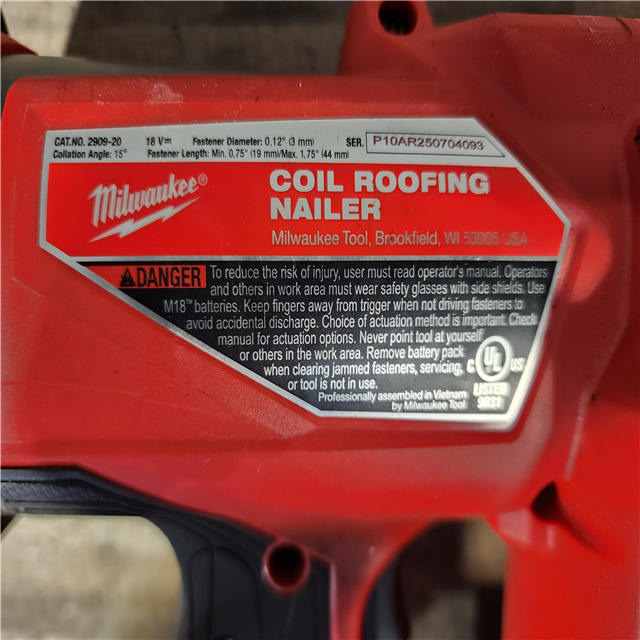 CAT.NO. 2909-20 18 V⎓ Fastener Diameter: 0.12" (3 mm) SER. P10AR250704093
Collation Angle: 15° Fastener Length: Min. 0.75" (19 mm)/Max. 1.75" (44 mm)
Milwaukee®
COIL ROOFING
NAILER
Milwaukee Tool, Brookfield, WI 53005 USA
DANGER To reduce the risk of injury, user must read operator's manual. Operators
and others in work area must wear safety glasses with side shields. Use
M18™ batteries. Keep fingers away from trigger when not driving fasteners to
avoid accidental discharge. Choice of actuation method is important. Check
manual for actuation options. Never point tool at yourself
or others in the work area. Remove battery pack
when clearing jammed fasteners, servicing,
or tool is not in use.
Professionally assembled in Vietnam
by Milwaukee Tool
C UL US
LISTED
9B31